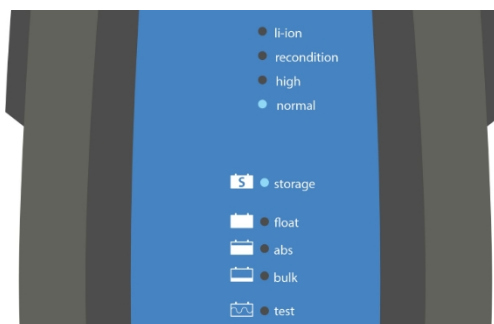 li-ion
recondition
high
normal
S
storage
float
abs
bulk
test